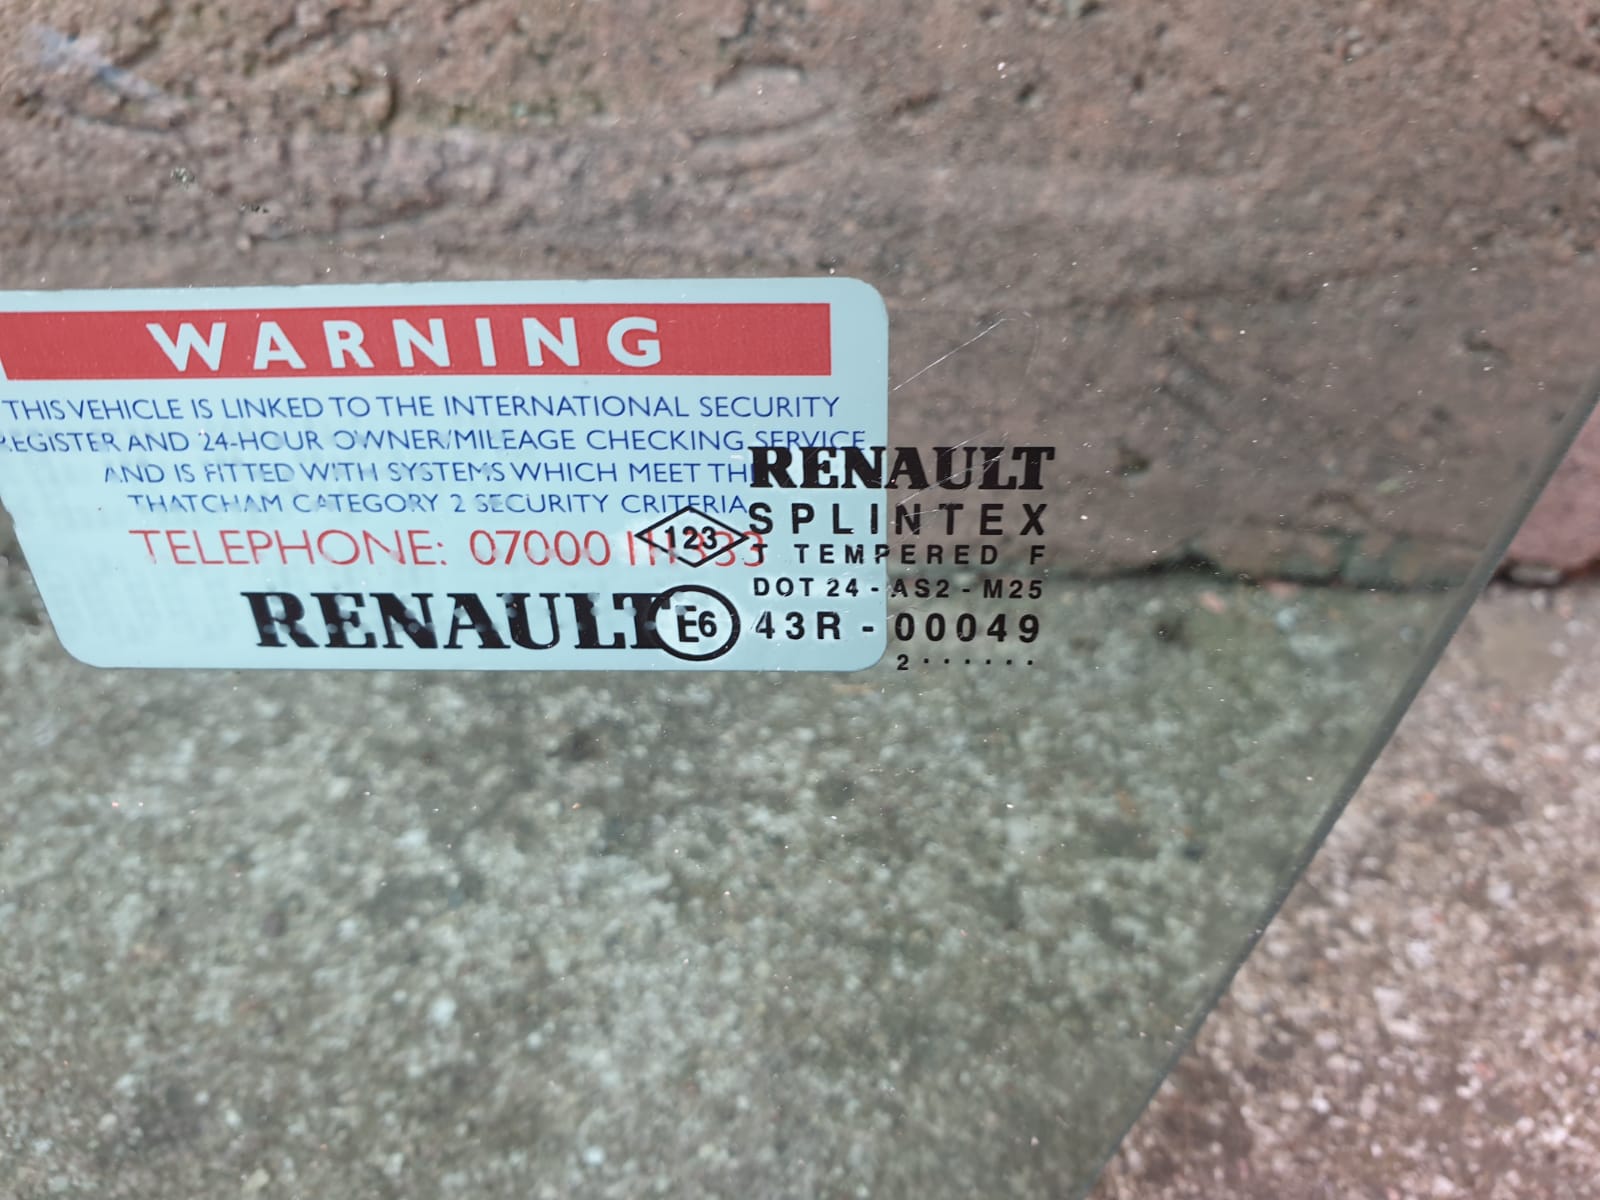 WARNING
THIS VEHICLE IS LINKED TO THE INTERNATIONAL SECURITY
REGISTER AND 24-HOUR OWNER/MILEAGE CHECKING SERVICE
AND IS FITTED WITH SYSTEMS WHICH MEET THE
THATCHAM CATEGORY 2 SECURITY CRITERIA
TELEPHONE: 07000 111333
RENAULT
RENAULT
SPLINTEX
123
T TEMPERED F
DOT 24 - AS2 - M25
E6 43R - 00049
2 · · · · · ·